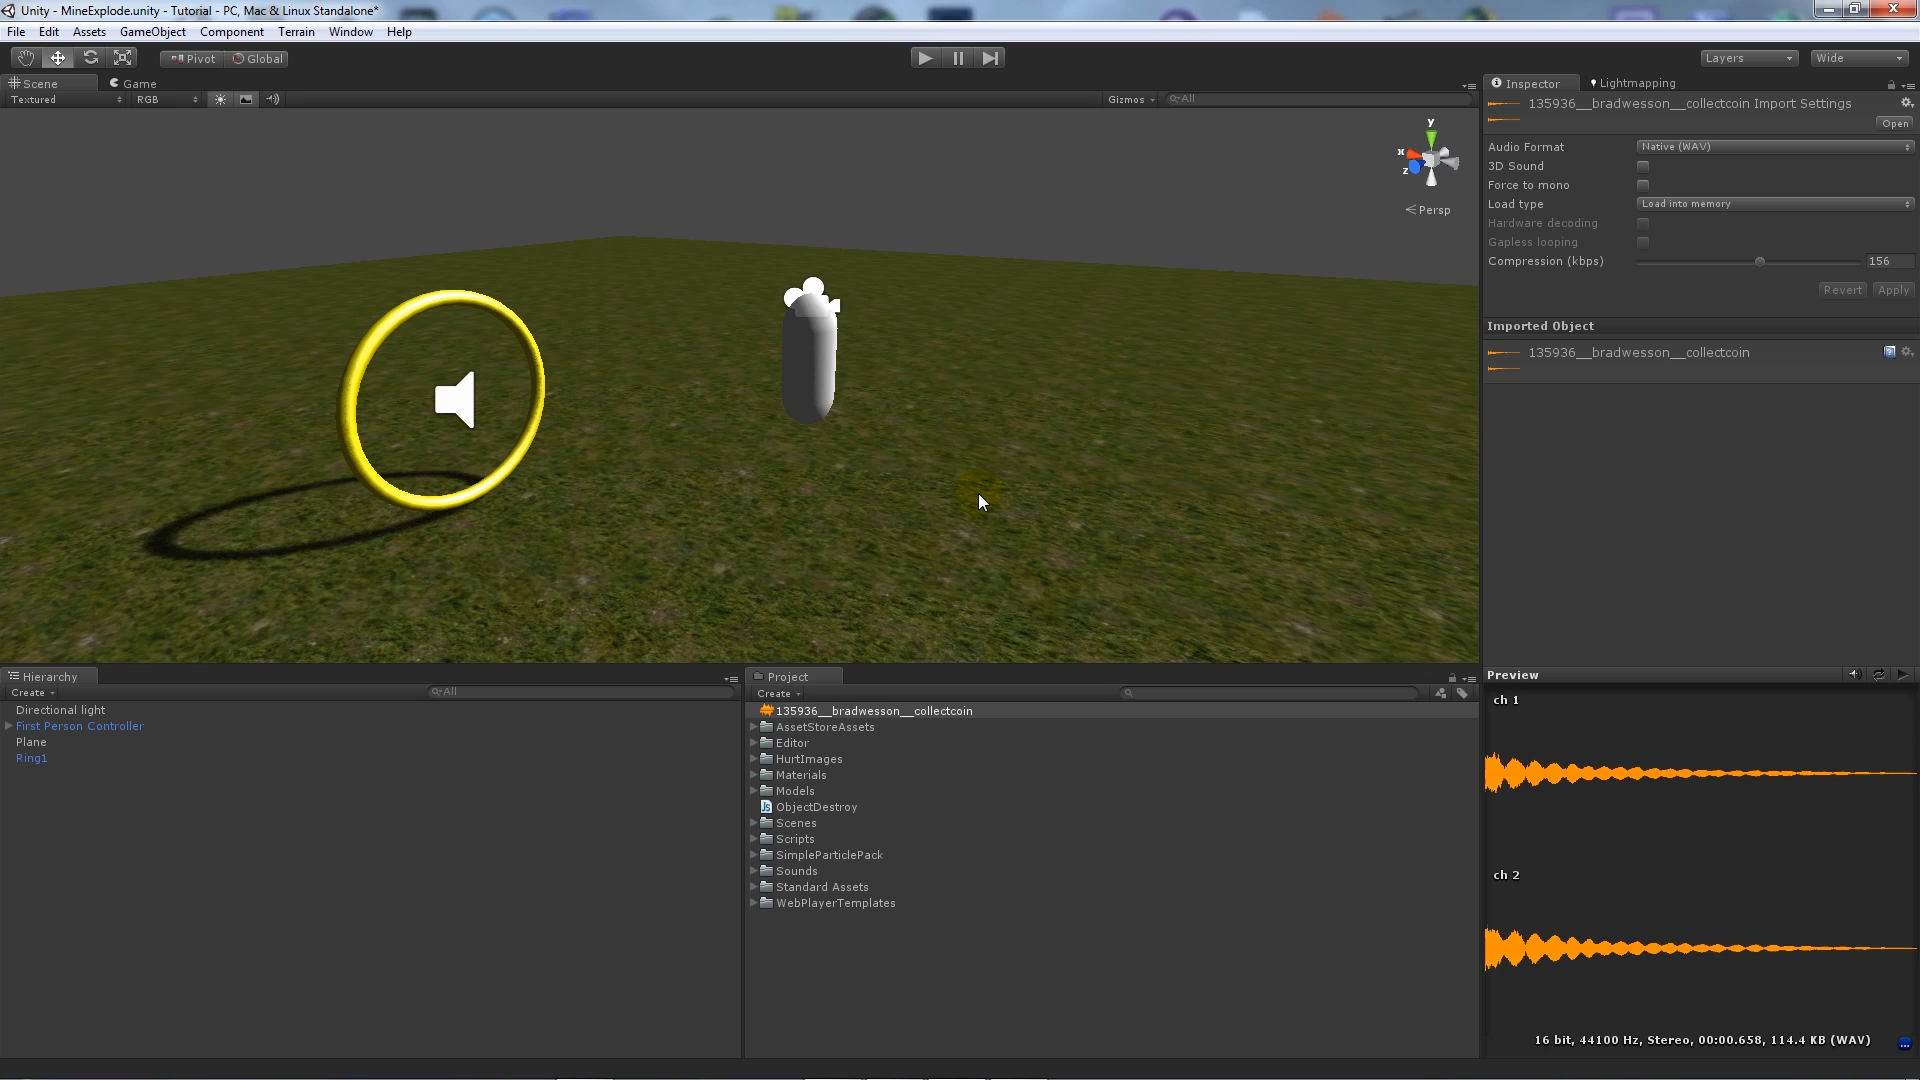 Unity - MineExplode.unity - Tutorial - PC, Mac & Linux Standalone*
File Edit Assets GameObject Component Terrain Window Help
Pivot Global Layers Wide
Scene Game
Textured RGB Gizmos All
y
x
z
Persp
Inspector Lightmapping
135936__bradwesson__collectcoin Import Settings
Open
Audio Format Native (WAV)
3D Sound
Force to mono
Load type Load into memory
Hardware decoding
Gapless looping
Compression (kbps) 156
Revert Apply
Imported Object
135936__bradwesson__collectcoin
Hierarchy
Create All
Directional light
First Person Controller
Plane
Ring1
Project
Create
135936__bradwesson__collectcoin
AssetStoreAssets
Editor
HurtImages
Materials
Models
Js ObjectDestroy
Scenes
Scripts
SimpleParticlePack
Sounds
Standard Assets
WebPlayerTemplates
Preview
ch 1
ch 2
16 bit, 44100 Hz, Stereo, 00:00.658, 114.4 KB (WAV)